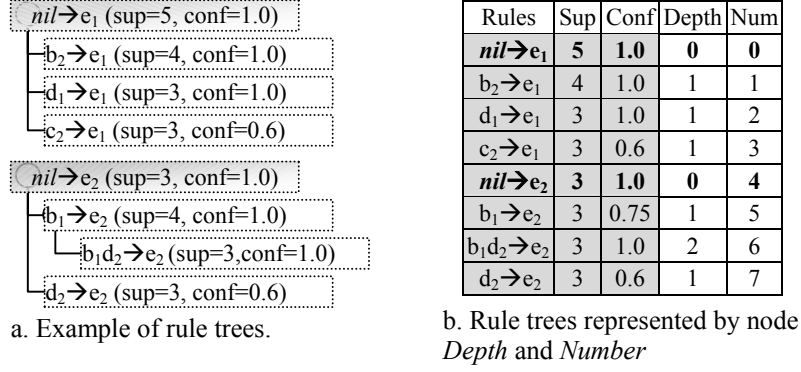 nil→e₁ (sup=5, conf=1.0)
b₂→e₁ (sup=4, conf=1.0)
d₁→e₁ (sup=3, conf=1.0)
c₂→e₁ (sup=3, conf=0.6)
nil→e₂ (sup=3, conf=1.0)
b₁→e₂ (sup=4, conf=1.0)
b₁d₂→e₂ (sup=3,conf=1.0)
d₂→e₂ (sup=3, conf=0.6)
a. Example of rule trees.
Rules Sup Conf Depth Num
nil→e₁ 5 1.0 0 0
b₂→e₁ 4 1.0 1 1
d₁→e₁ 3 1.0 1 2
c₂→e₁ 3 0.6 1 3
nil→e₂ 3 1.0 0 4
b₁→e₂ 3 0.75 1 5
b₁d₂→e₂ 3 1.0 2 6
d₂→e₂ 3 0.6 1 7
b. Rule trees represented by node
Depth and Number